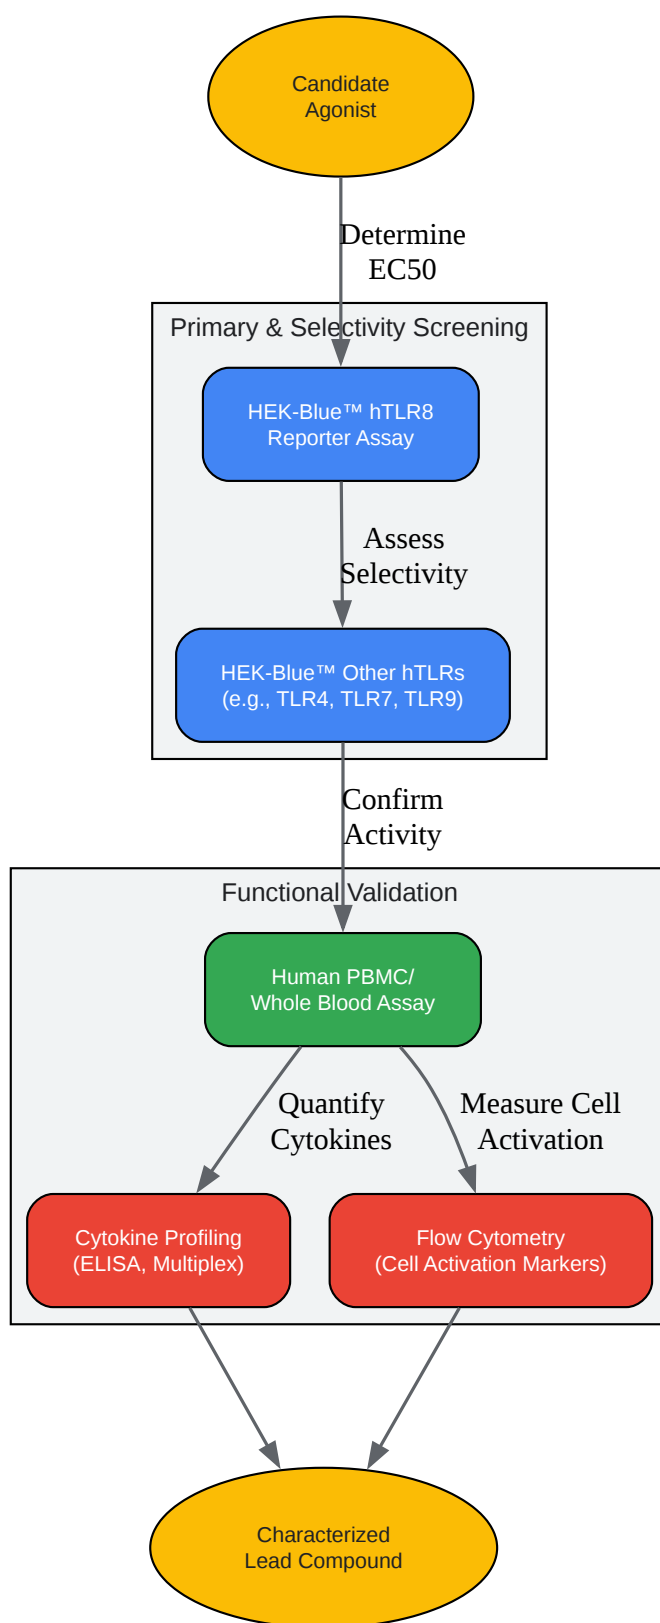 Candidate
Agonist
Determine
EC50
Primary & Selectivity Screening
HEK-Blue™ hTLR8
Reporter Assay
Assess
Selectivity
HEK-Blue™ Other hTLRs
(e.g., TLR4, TLR7, TLR9)
Confirm
Activity
Functional Validation
Human PBMC/
Whole Blood Assay
Quantify
Cytokines
Measure Cell
Activation
Cytokine Profiling
(ELISA, Multiplex)
Flow Cytometry
(Cell Activation Markers)
Characterized
Lead Compound